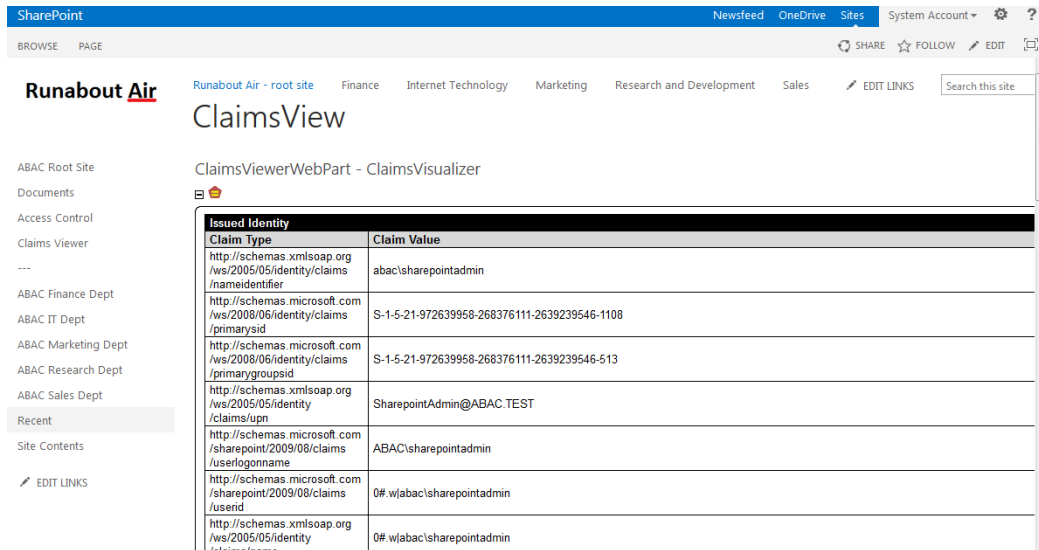 SharePoint
Newsfeed OneDrive Sites System Account ?
BROWSE PAGE
SHARE FOLLOW EDIT
Runabout Air
Runabout Air - root site Finance Internet Technology Marketing Research and Development Sales EDIT LINKS Search this site
ClaimsView
ABAC Root Site
Documents
Access Control
Claims Viewer
---
ABAC Finance Dept
ABAC IT Dept
ABAC Marketing Dept
ABAC Research Dept
ABAC Sales Dept
Recent
Site Contents
EDIT LINKS
ClaimsViewerWebPart - ClaimsVisualizer
Issued Identity
Claim Type Claim Value
http://schemas.xmlsoap.org
/ws/2005/05/identity/claims
/nameidentifier
abac\sharepointadmin
http://schemas.microsoft.com
/ws/2008/06/identity/claims
/primarysid
S-1-5-21-972639958-268376111-2639239546-1108
http://schemas.microsoft.com
/ws/2008/06/identity/claims
/primarygroupsid
S-1-5-21-972639958-268376111-2639239546-513
http://schemas.xmlsoap.org
/ws/2005/05/identity
/claims/upn
SharepointAdmin@ABAC.TEST
http://schemas.microsoft.com
/sharepoint/2009/08/claims
/userlogonname
ABAC\sharepointadmin
http://schemas.microsoft.com
/sharepoint/2009/08/claims
/userid
0#.w|abac\sharepointadmin
http://schemas.xmlsoap.org
/ws/2005/05/identity
/claims/name
0#.w|abac\sharepointadmin